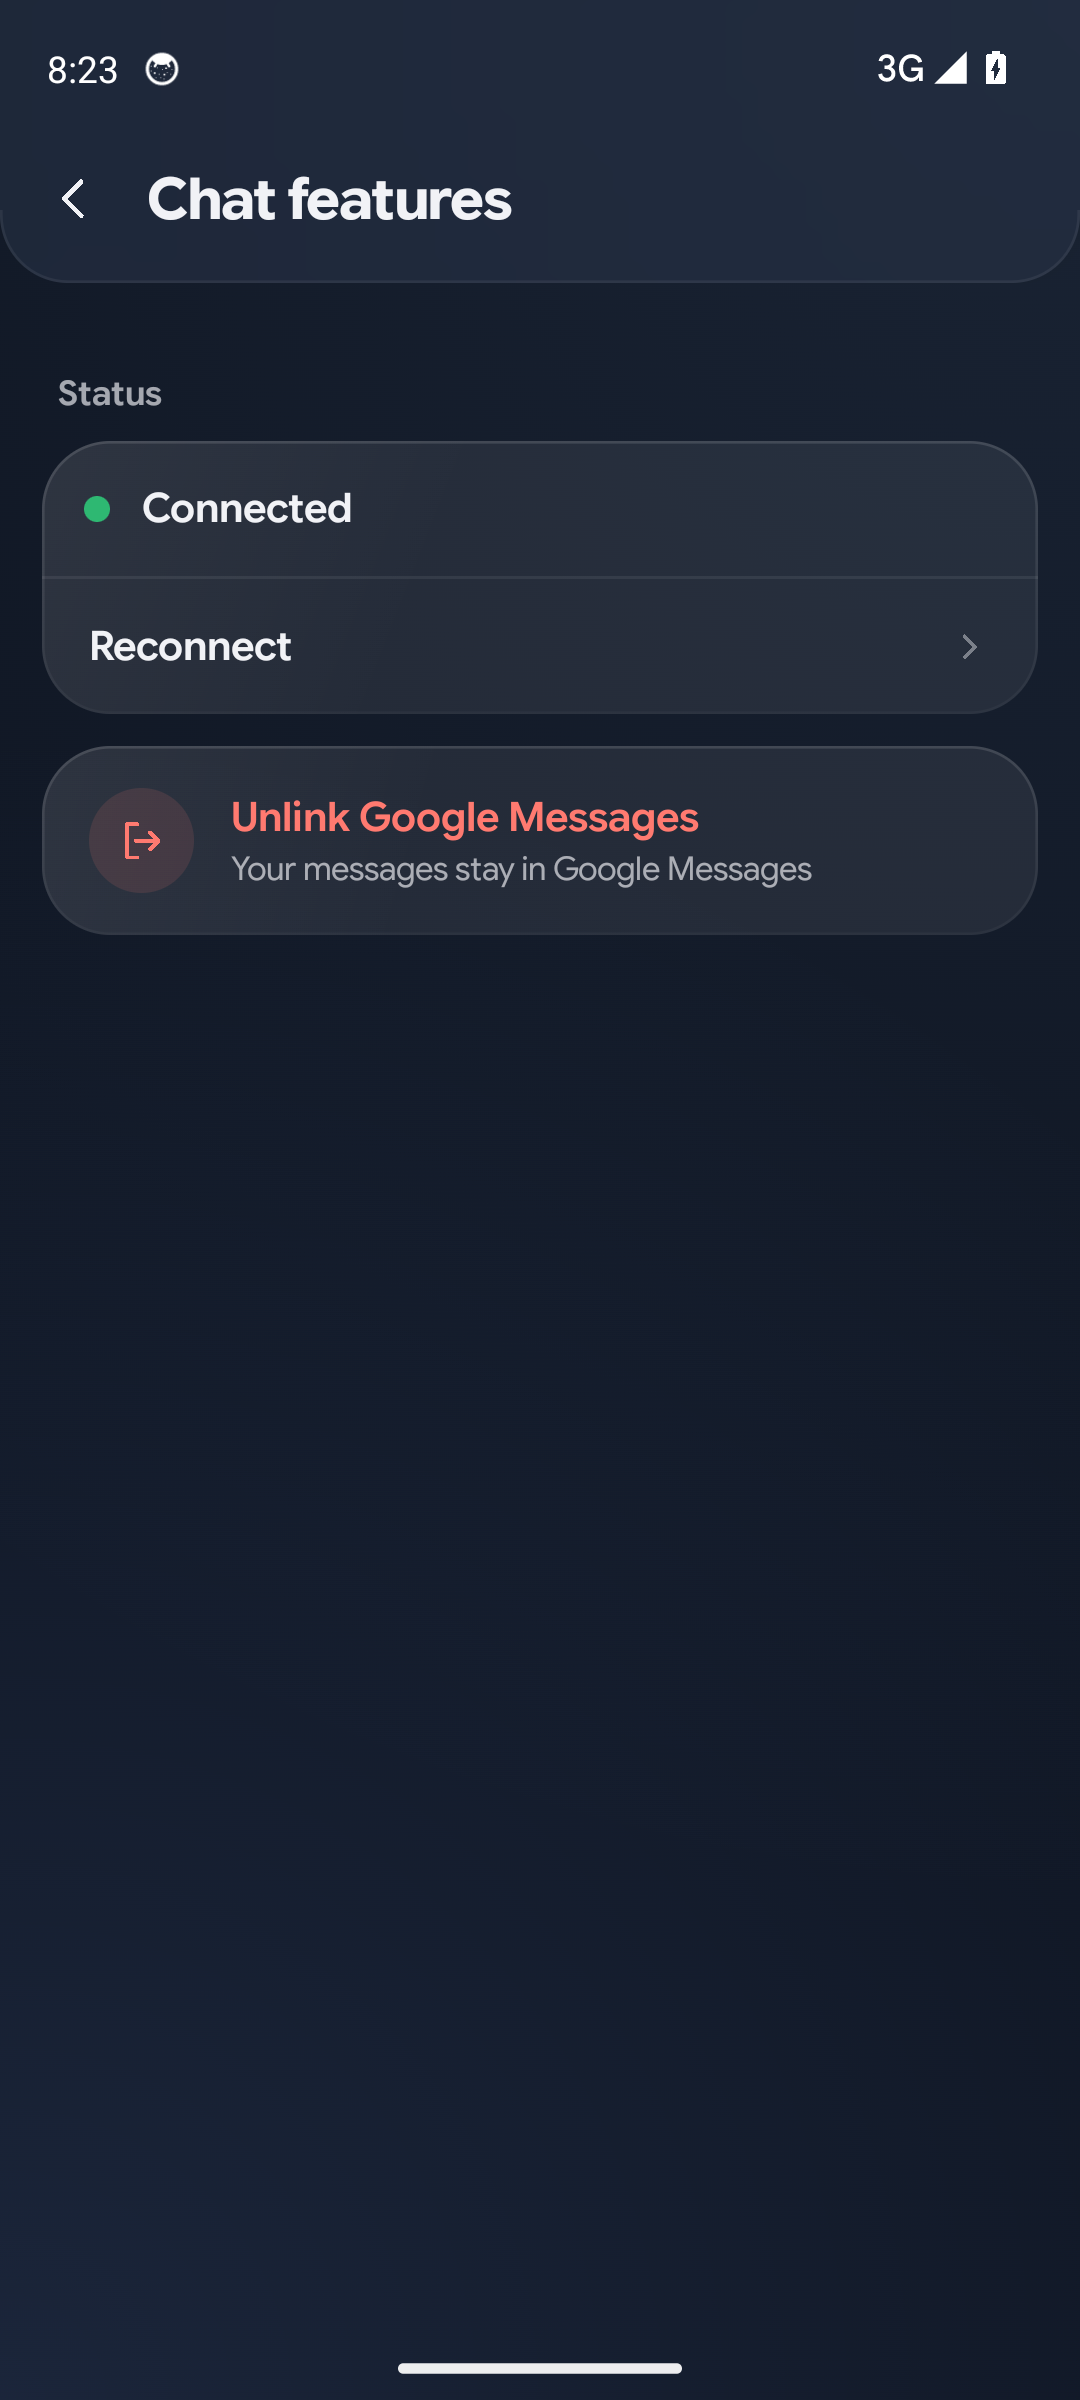 8:23
3G
Chat features
Status
Connected
Reconnect
Unlink Google Messages
Your messages stay in Google Messages